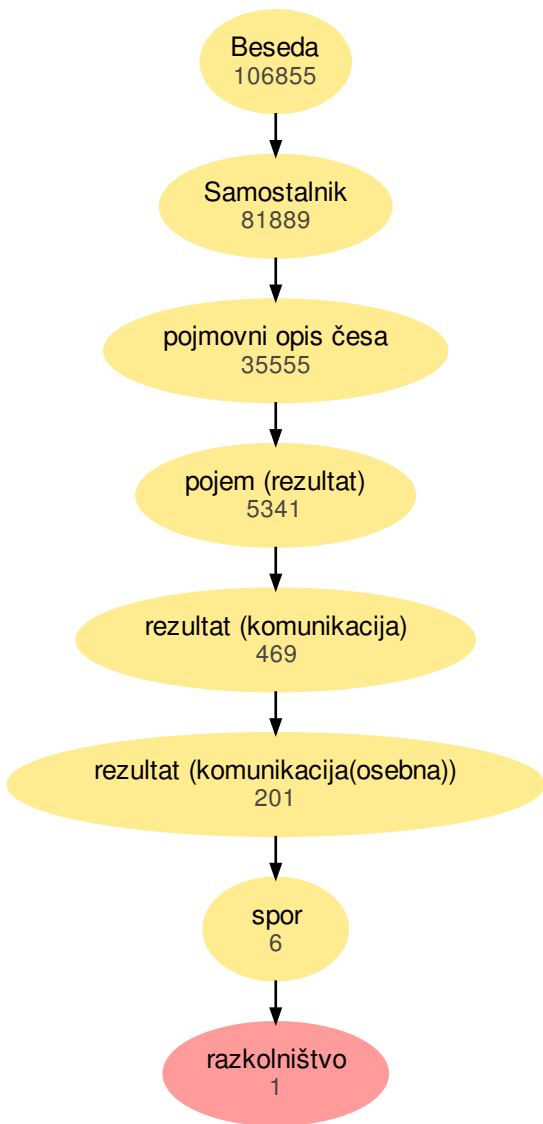 Beseda
106855
Samostalnik
81889
pojmovni opis česa
35555
pojem (rezultat)
5341
rezultat (komunikacija)
469
rezultat (komunikacija(osebna))
201
spor
6
razkolništvo
1